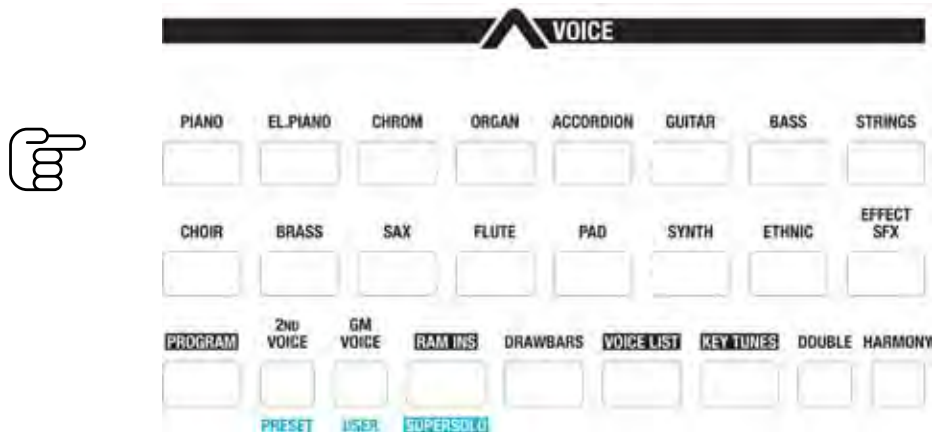 VOICE
PIANO EL.PIANO CHROM ORGAN ACCORDION GUITAR BASS STRINGS
CHOIR BRASS SAX FLUTE PAD SYNTH ETHNIC EFFECT SFX
PROGRAM 2ND VOICE GM VOICE RAM INS DRAWBARS VOICE LIST KEY TUNES DOUBLE HARMONY
PRESET USER SUPERSOLO